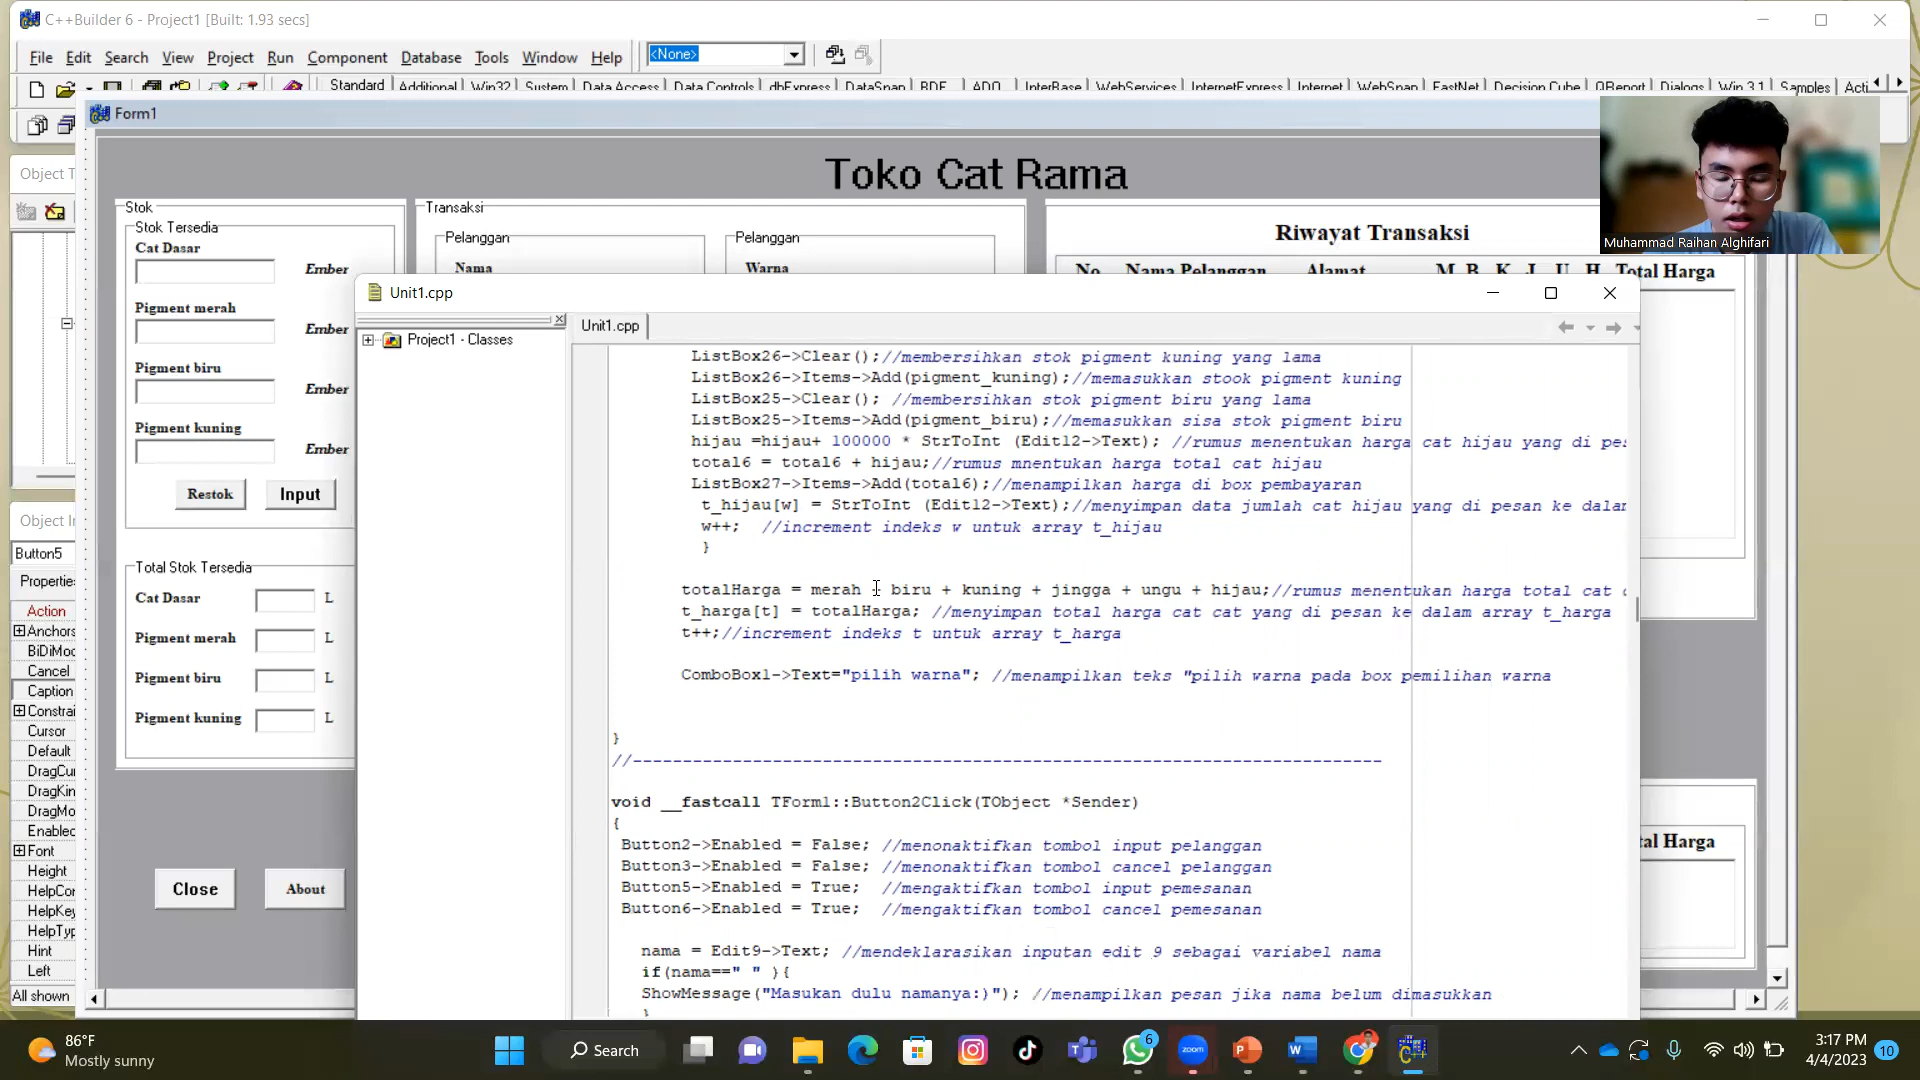 C++Builder 6 - Project1 [Built: 1.93 secs]
File Edit Search View Project Run Component Database Tools Window Help
<None>
Standard Additional Win32 System Data Access Data Controls dbExpress DataSnap BDE ADO InterBase WebServices InternetExpress Internet WebSnap FastNet Decision Cube QReport Dialogs Win 3.1 Samples Acti
Form1
Toko Cat Rama
Object T
Stok
Stok Tersedia
Cat Dasar
Ember
Pigment merah
Ember
Pigment biru
Ember
Pigment kuning
Ember
Restok Input
Transaksi
Pelanggan
Nama
Pelanggan
Warna
Riwayat Transaksi
No Nama Pelanggan Alamat M B K J U H Total Harga
Muhammad Raihan Alghifari
Total Stok Tersedia
Cat Dasar L
Pigment merah L
Pigment biru L
Pigment kuning L
Close About
tal Harga
Object In
Button5
Propertie
Action
Anchors
BiDiMod
Cancel
Caption
Constrai
Cursor
Default
DragCur
DragKin
DragMo
Enabled
Font
Height
HelpCor
HelpKey
HelpTyp
Hint
Left
All shown
Unit1.cpp
Project1 - Classes
Unit1.cpp
ListBox26->Clear();//membersihkan stok pigment kuning yang lama
ListBox26->Items->Add(pigment_kuning);//memasukkan stook pigment kuning
ListBox25->Clear(); //membersihkan stok pigment biru yang lama
ListBox25->Items->Add(pigment_biru);//memasukkan sisa stok pigment biru
hijau =hijau+ 100000 * StrToInt (Edit12->Text); //rumus menentukan harga cat hijau yang di pes
total6 = total6 + hijau;//rumus mnentukan harga total cat hijau
ListBox27->Items->Add(total6);//menampilkan harga di box pembayaran
t_hijau[w] = StrToInt (Edit12->Text);//menyimpan data jumlah cat hijau yang di pesan ke dalam
w++; //increment indeks w untuk array t_hijau
}
totalHarga = merah + biru + kuning + jingga + ungu + hijau;//rumus menentukan harga total cat
t_harga[t] = totalHarga; //menyimpan total harga cat cat yang di pesan ke dalam array t_harga
t++;//increment indeks t untuk array t_harga
ComboBox1->Text="pilih warna"; //menampilkan teks "pilih warna pada box pemilihan warna
}
//---------------------------------------------------------------------------
void __fastcall TForm1::Button2Click(TObject *Sender)
{
Button2->Enabled = False; //menonaktifkan tombol input pelanggan
Button3->Enabled = False; //menonaktifkan tombol cancel pelanggan
Button5->Enabled = True; //mengaktifkan tombol input pemesanan
Button6->Enabled = True; //mengaktifkan tombol cancel pemesanan
nama = Edit9->Text; //mendeklarasikan inputan edit 9 sebagai variabel nama
if(nama==" " ){
ShowMessage("Masukan dulu namanya:)"); //menampilkan pesan jika nama belum dimasukkan
86°F
Mostly sunny
Search
6
zoom
3:17 PM
4/4/2023
10